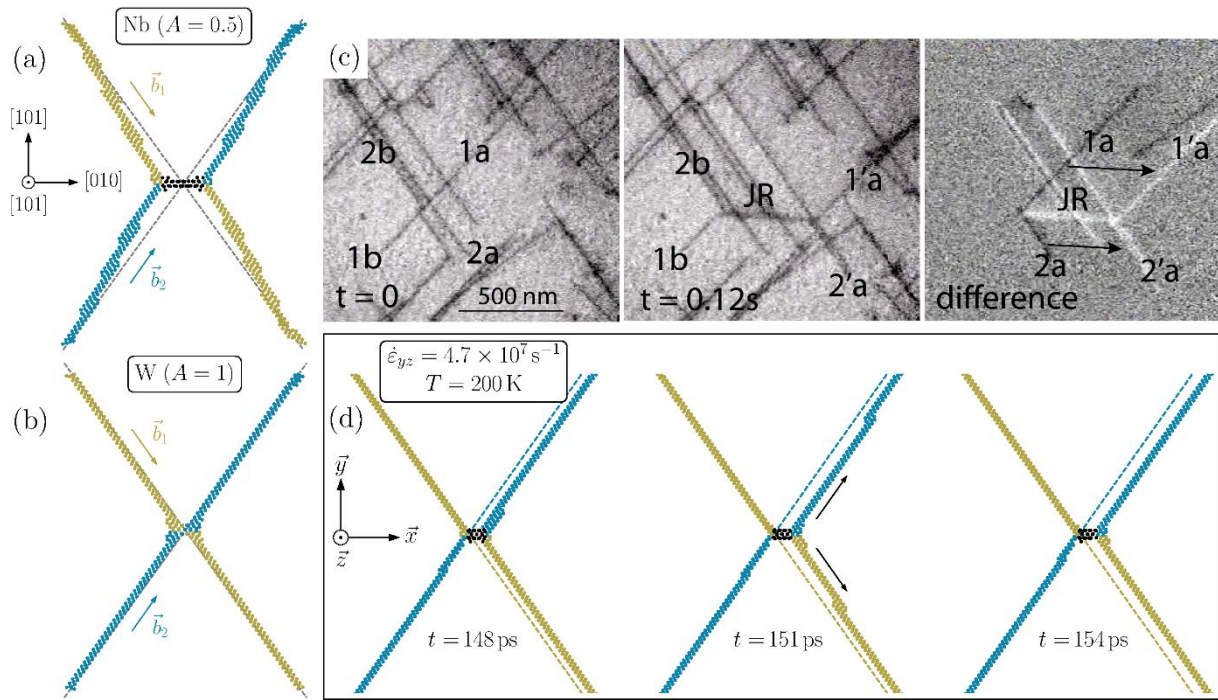 Nb (A = 0.5)
(a)
b⃗₁
[101]
[010]
[101]
b⃗₂
W (A = 1)
(b)
b⃗₁
b⃗₂
(c)
2b
1a
1b
2a
t = 0
500 nm
2b
1'a
JR
1b
2'a
t = 0.12s
1a
1'a
JR
2a
2'a
difference
ε̇yz = 4.7 × 10⁷ s⁻¹
T = 200 K
(d)
y⃗
x⃗
z⃗
t = 148 ps
t = 151 ps
t = 154 ps